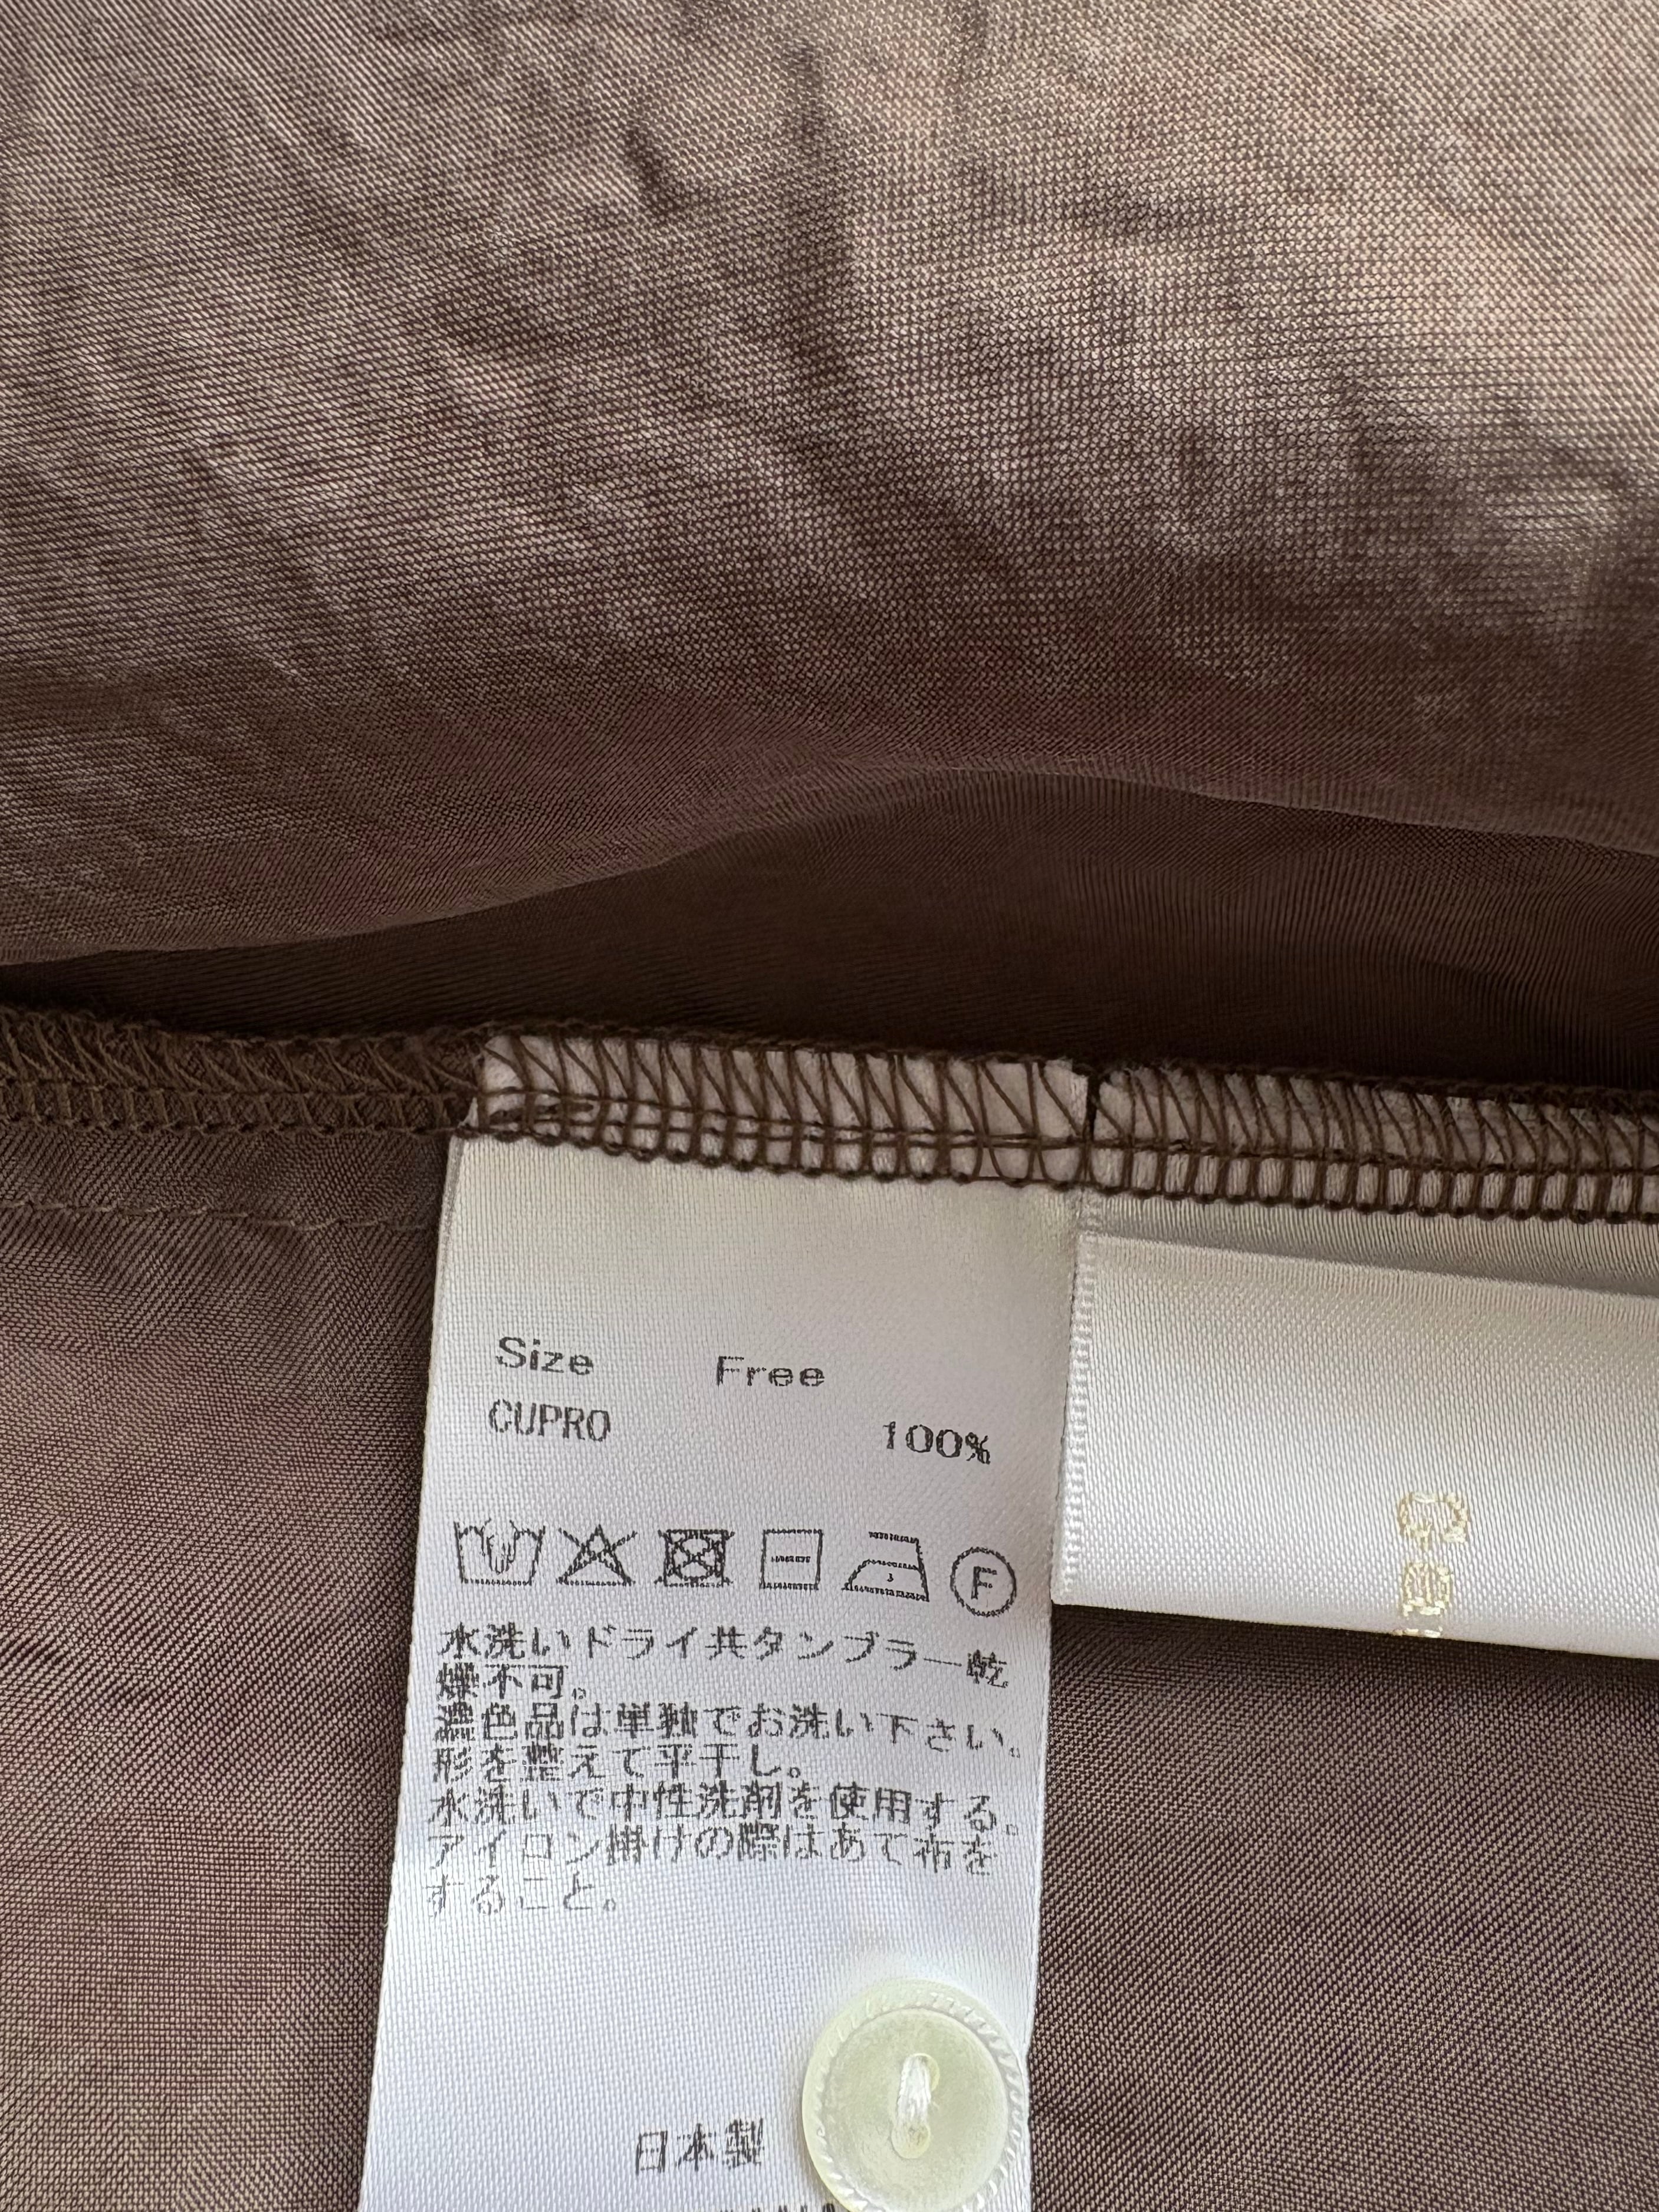 Size Free
CUPRO 100%
F
水洗いドライ共タンブラー乾
燥不可。
濃色品は単独でお洗い下さい。
形を整えて平干し。
水洗いで中性洗剤を使用する。
アイロン掛けの際はあて布を
すること。
日本製